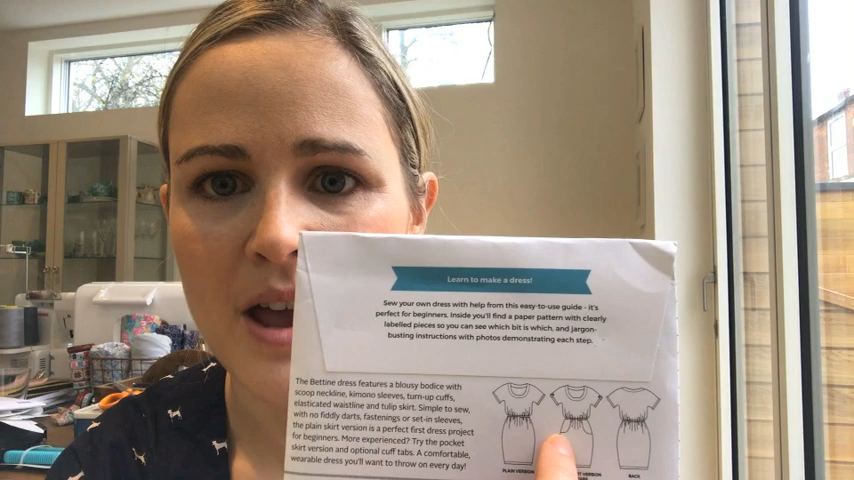 Learn to make a dress!
Sew your own dress with help from this easy-to-use guide - it's
perfect for beginners. Inside you'll find a paper pattern with clearly
labelled pieces so you can see which bit is which, and jargon-
busting instructions with photos demonstrating each step.
The Bettine dress features a blousy bodice with
scoop neckline, kimono sleeves, turn-up cuffs,
elasticated waistline and tulip skirt. Simple to sew,
with no fiddly darts, fastenings or set-in sleeves,
the plain skirt version is a perfect first dress project
for beginners. More experienced? Try the pocket
skirt version and optional cuff tabs. A comfortable,
wearable dress you'll want to throw on every day!
PLAIN VERSION
VERSION
BACK